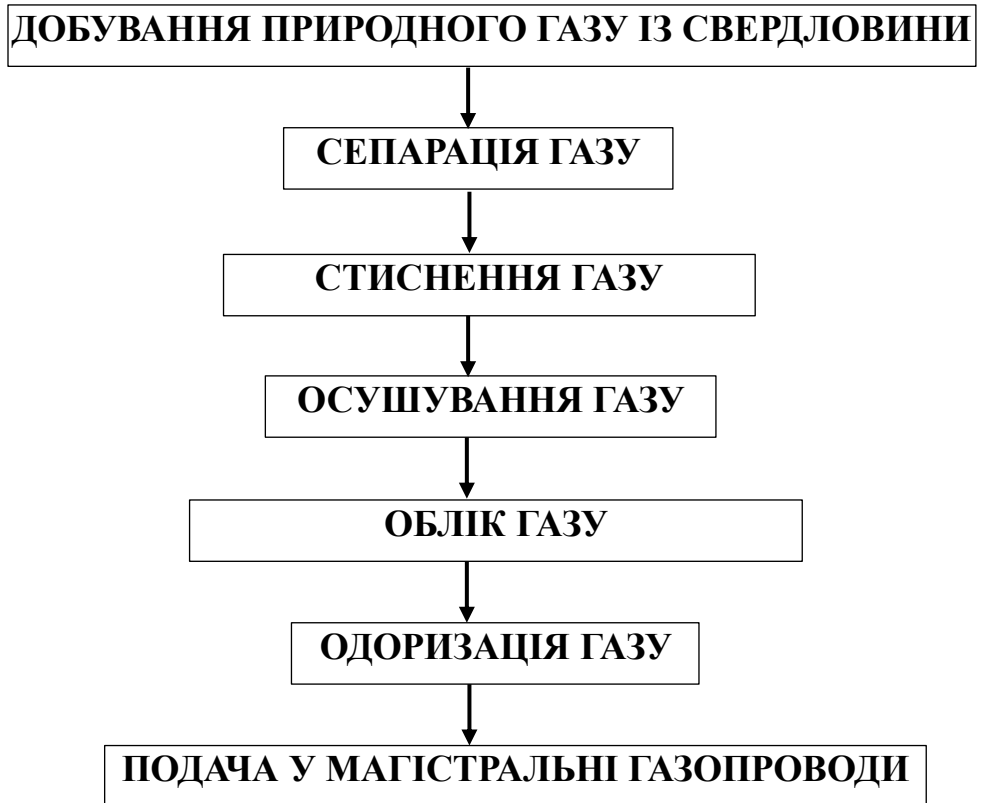 ДОБУВАННЯ ПРИРОДНОГО ГАЗУ ІЗ СВЕРДЛОВИНИ
СЕПАРАЦІЯ ГАЗУ
СТИСНЕННЯ ГАЗУ
ОСУШУВАННЯ ГАЗУ
ОБЛІК ГАЗУ
ОДОРИЗАЦІЯ ГАЗУ
ПОДАЧА У МАГІСТРАЛЬНІ ГАЗОПРОВОДИ